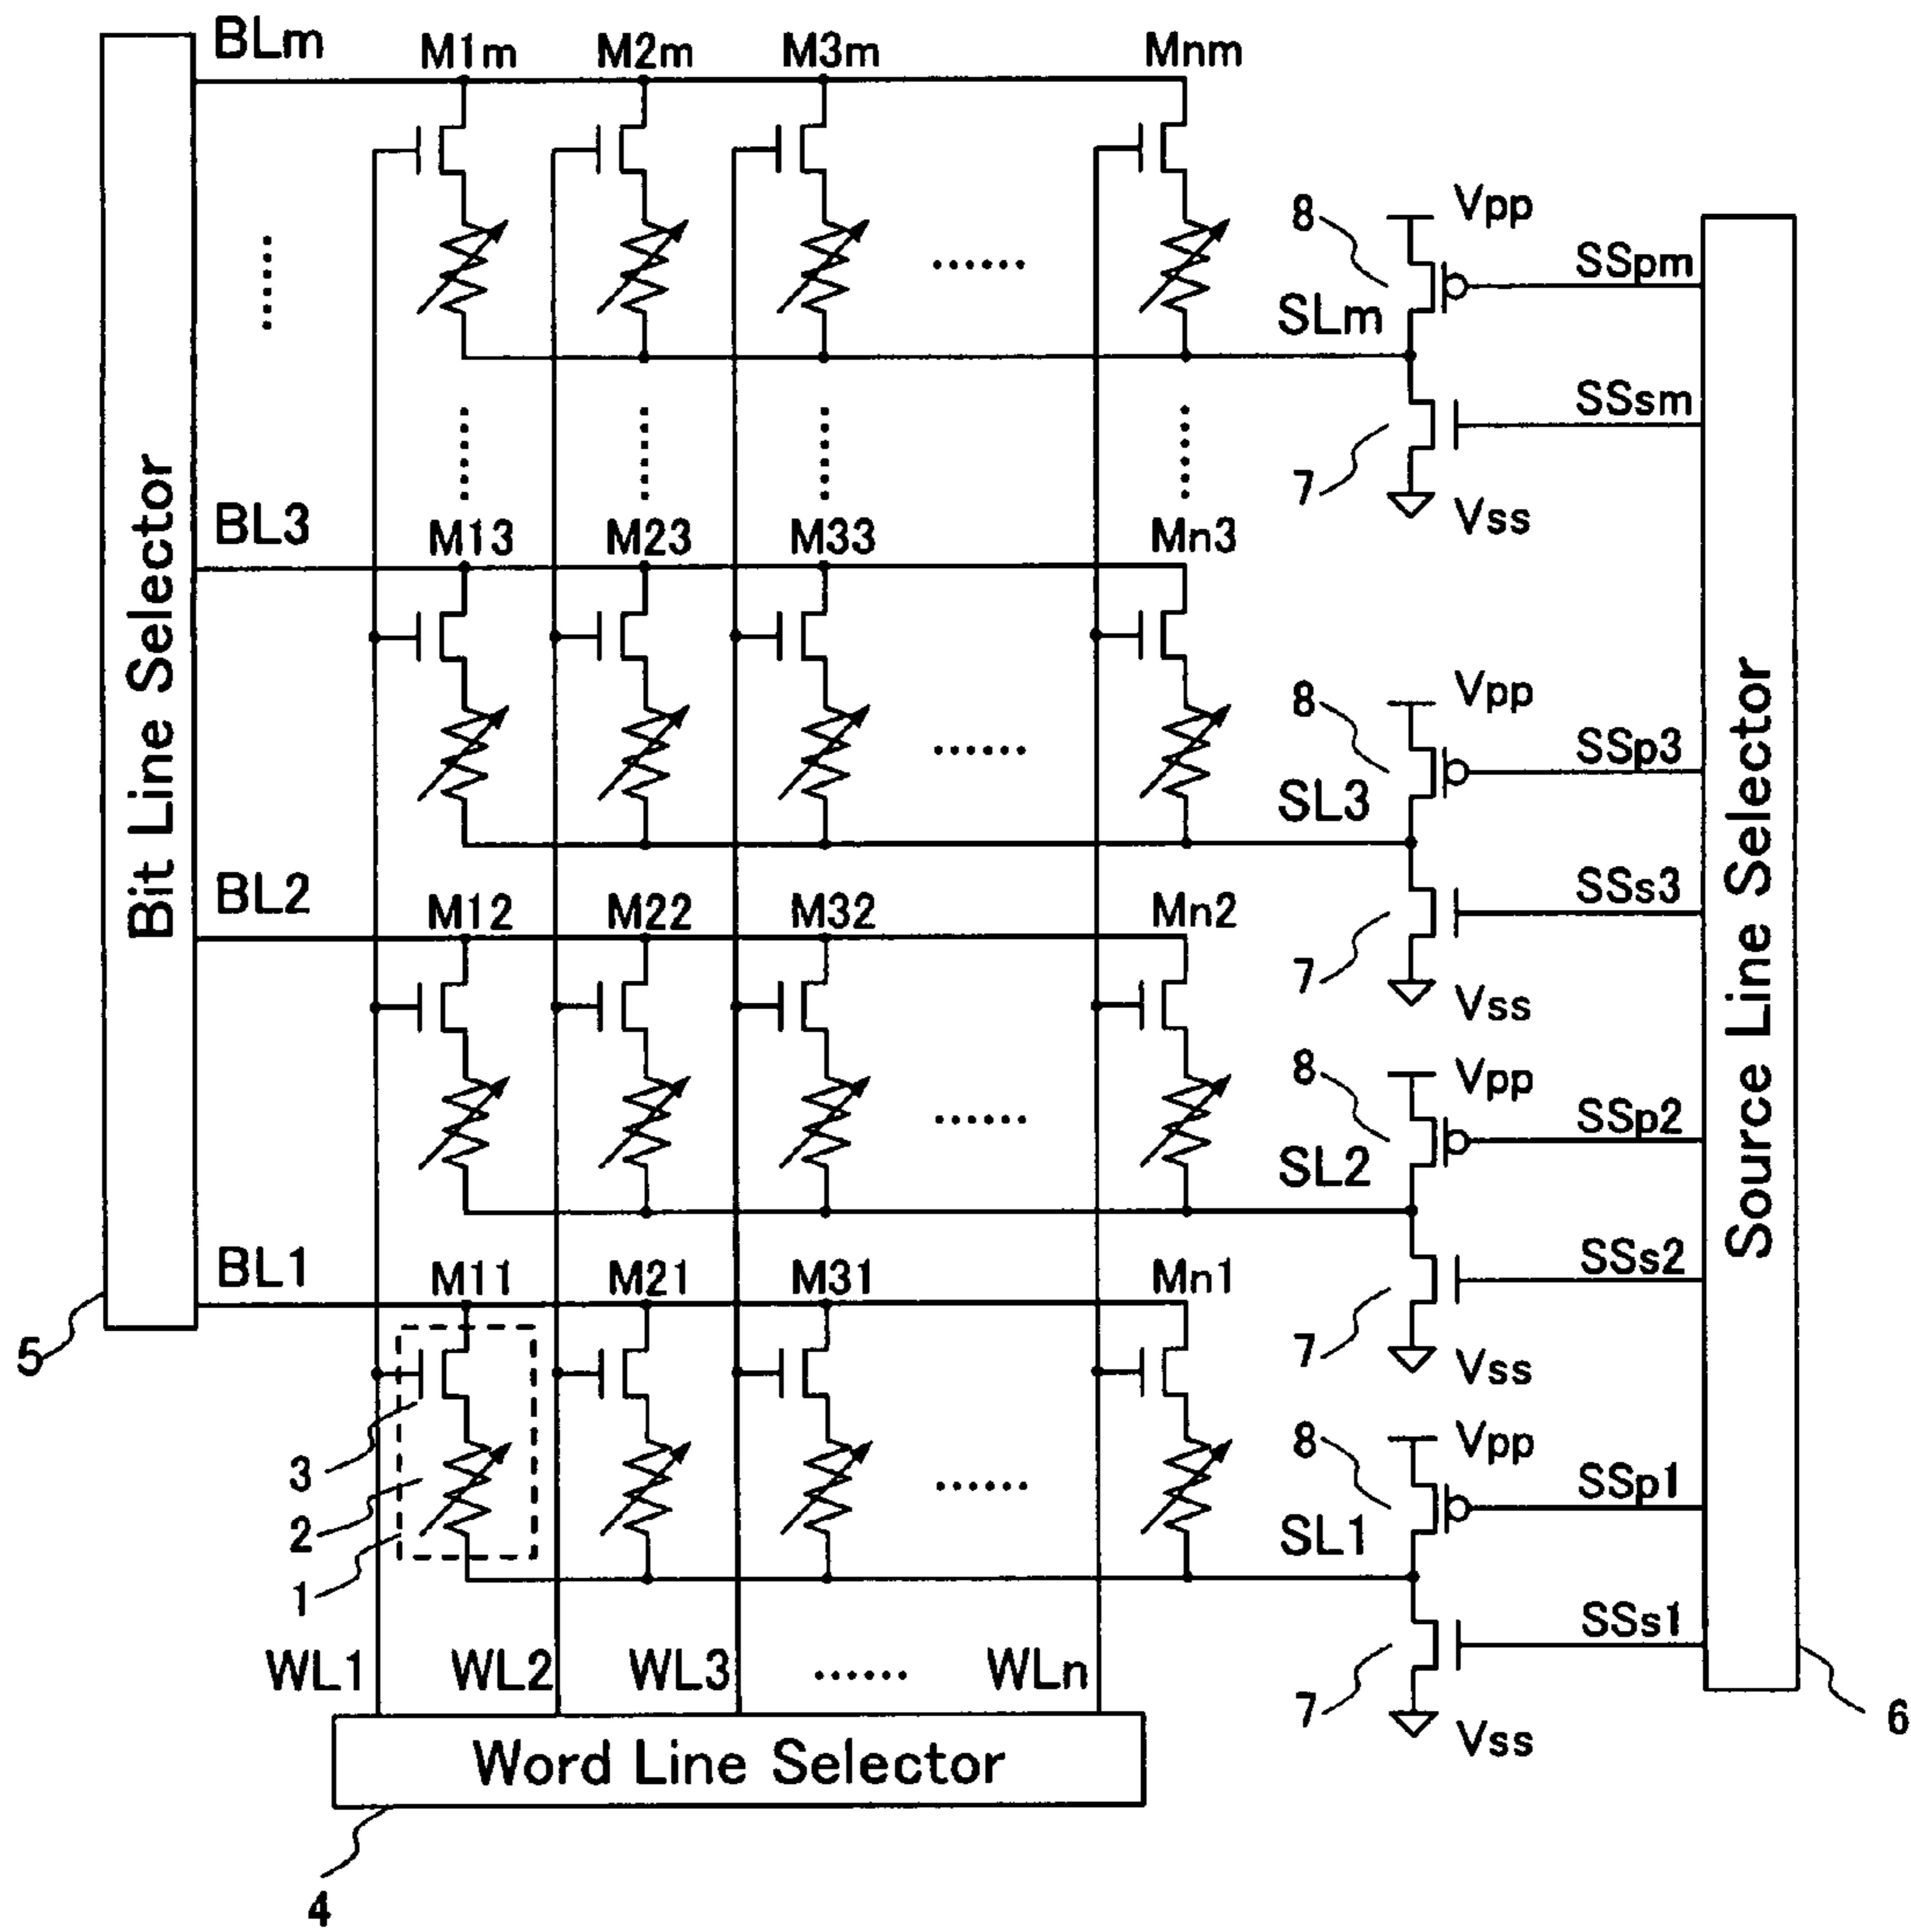 BLm
M1m M2m M3m Mnm
8 Vpp
SSpm
SLm
SSsm
7 Vss
Bit Line Selector
BL3
M13 M23 M33 Mn3
8 Vpp
SSp3
SL3
SSs3
7 Vss
Source Line Selector
BL2
M12 M22 M32 Mn2
8 Vpp
SSp2
SL2
SSs2
7 Vss
BL1
M11 M21 M31 Mn1
5
3
2
1
8 Vpp
SSp1
SL1
SSs1
7 Vss
6
WL1 WL2 WL3 ...... WLn
Word Line Selector
4